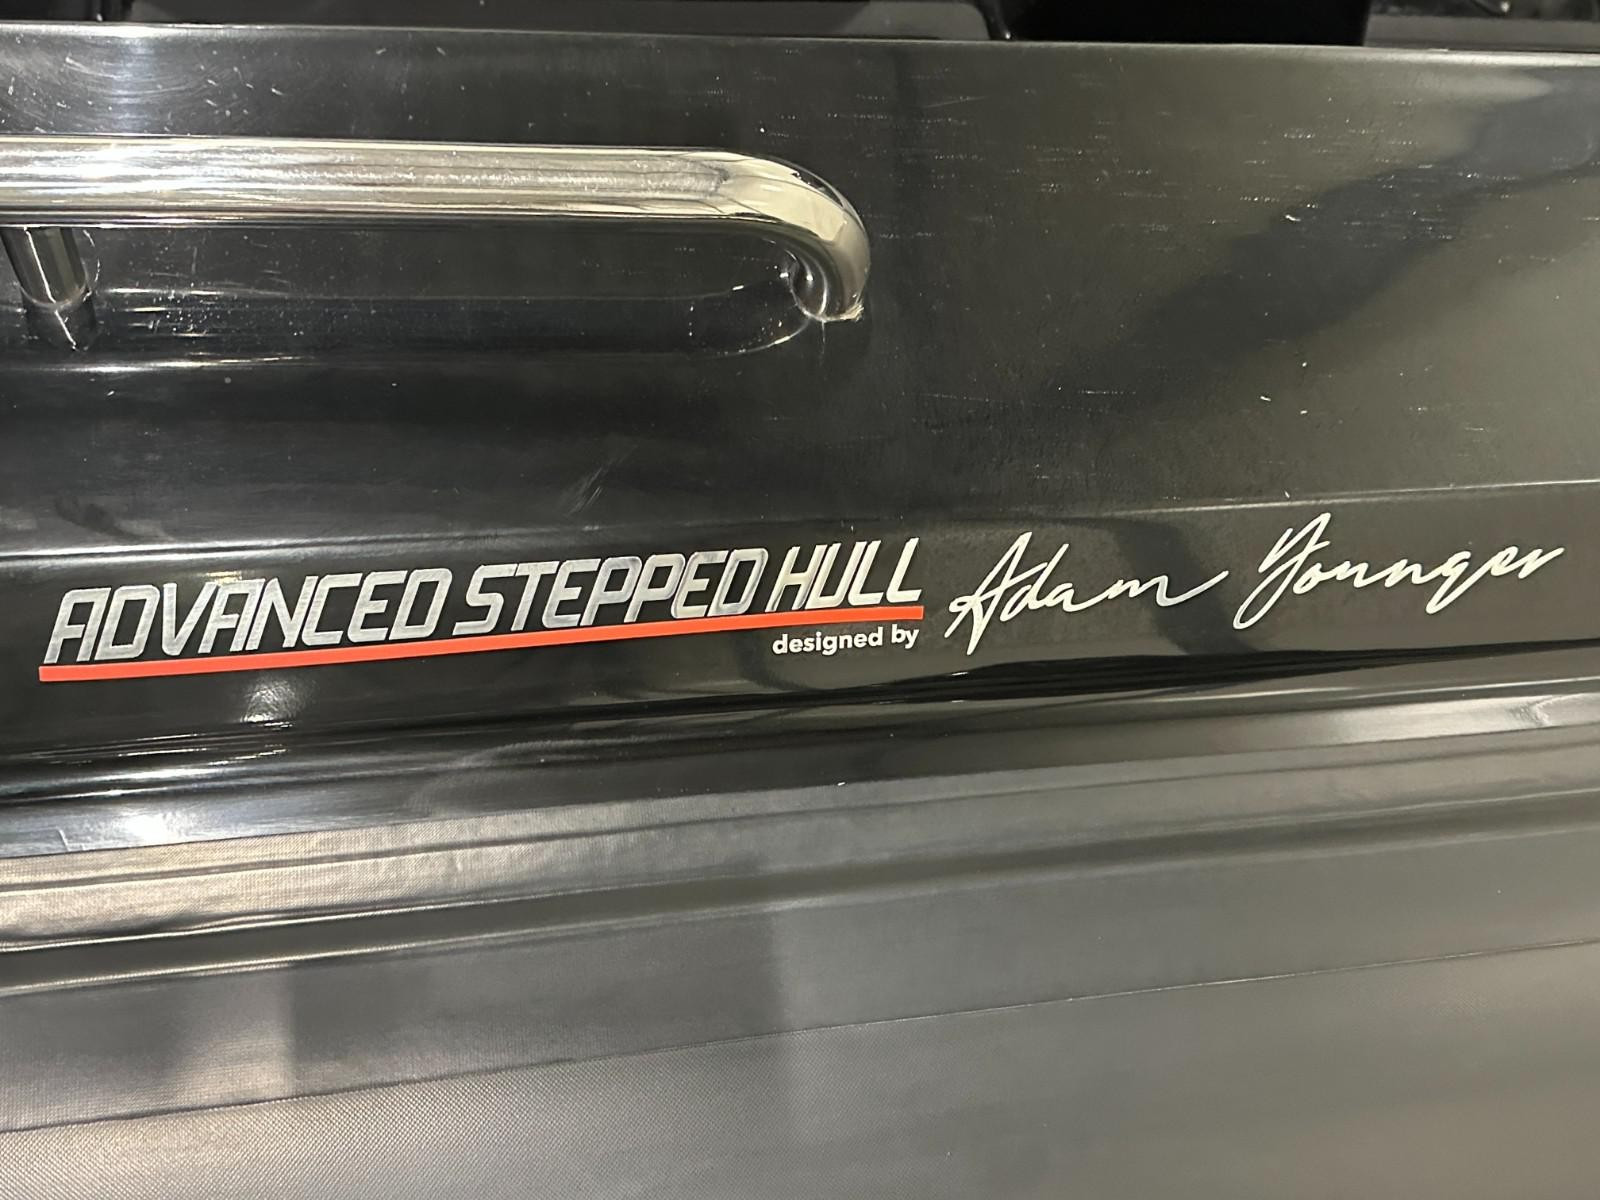 ADVANCED STEPPED HULL
designed by Adam Younger